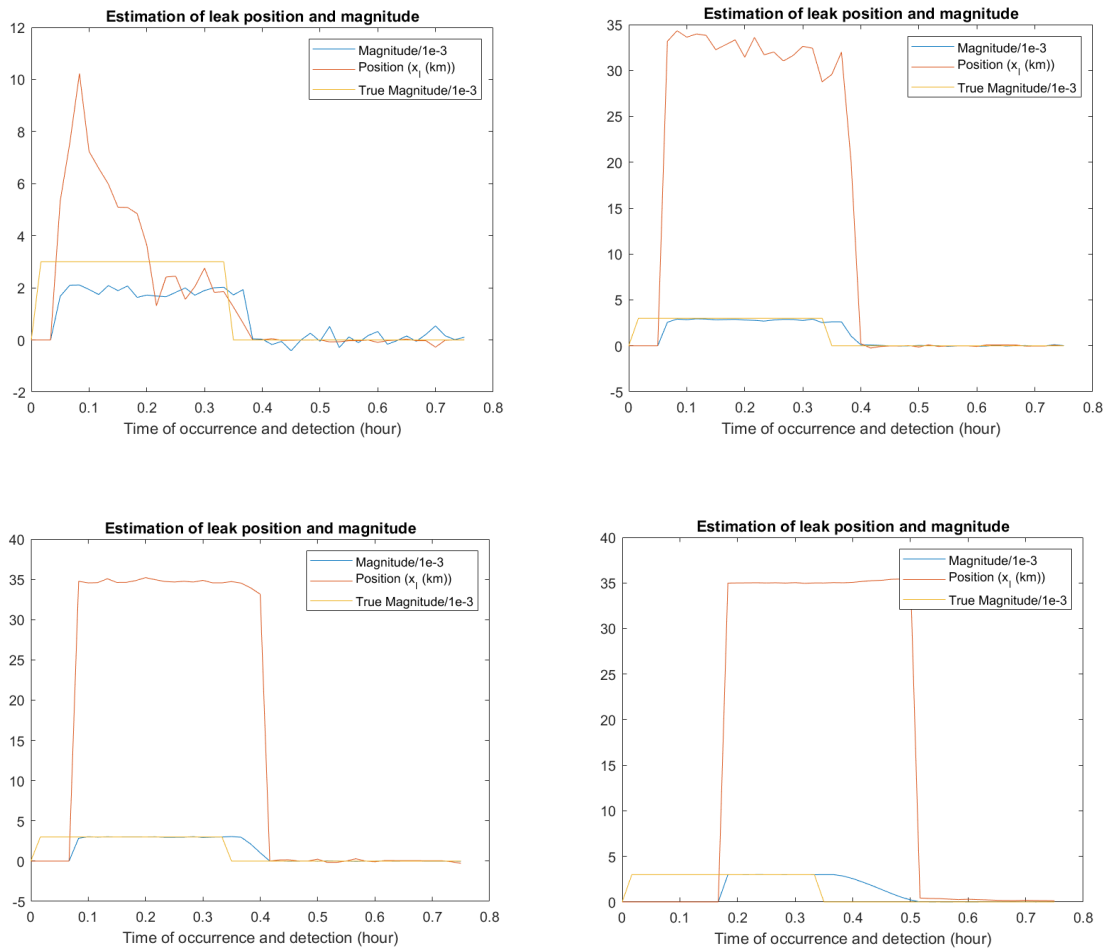 Estimation of leak position and magnitude
12
10
8
6
4
2
0
-2
0 0.1 0.2 0.3 0.4 0.5 0.6 0.7 0.8
Time of occurrence and detection (hour)
Magnitude/1e-3
Position (x_l (km))
True Magnitude/1e-3
Estimation of leak position and magnitude
35
30
25
20
15
10
5
0
-5
0 0.1 0.2 0.3 0.4 0.5 0.6 0.7 0.8
Time of occurrence and detection (hour)
Magnitude/1e-3
Position (x_l (km))
True Magnitude/1e-3
Estimation of leak position and magnitude
40
35
30
25
20
15
10
5
0
-5
0 0.1 0.2 0.3 0.4 0.5 0.6 0.7 0.8
Time of occurrence and detection (hour)
Magnitude/1e-3
Position (x_l (km))
True Magnitude/1e-3
Estimation of leak position and magnitude
40
35
30
25
20
15
10
5
0
0 0.1 0.2 0.3 0.4 0.5 0.6 0.7 0.8
Time of occurrence and detection (hour)
Magnitude/1e-3
Position (x_l (km))
True Magnitude/1e-3